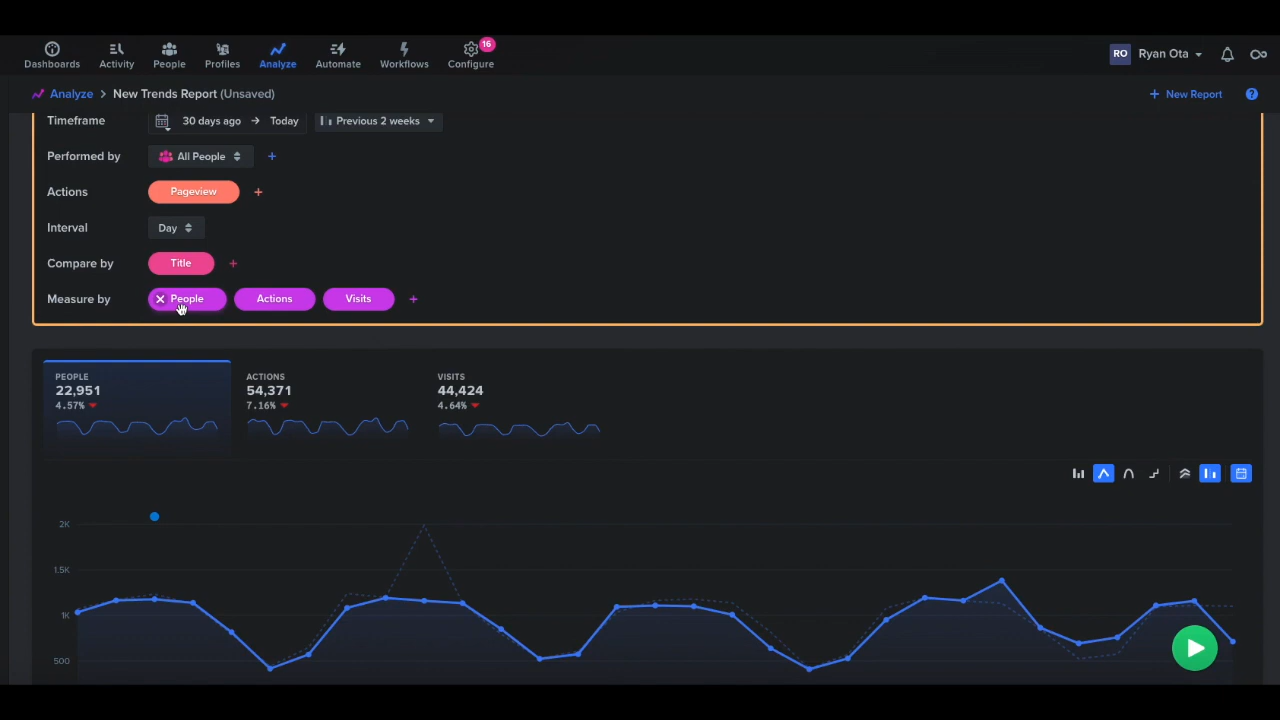 Dashboards Activity People Profiles Analyze Automate Workflows Configure 16 RO Ryan Ota
Analyze > New Trends Report (Unsaved) + New Report ?
Timeframe 30 days ago → Today Previous 2 weeks
Performed by All People +
Actions Pageview +
Interval Day
Compare by Title +
Measure by × People Actions Visits +
PEOPLE ACTIONS VISITS
22,951 54,371 44,424
4.57% 7.16% 4.64%
2K
1.5K
1K
500